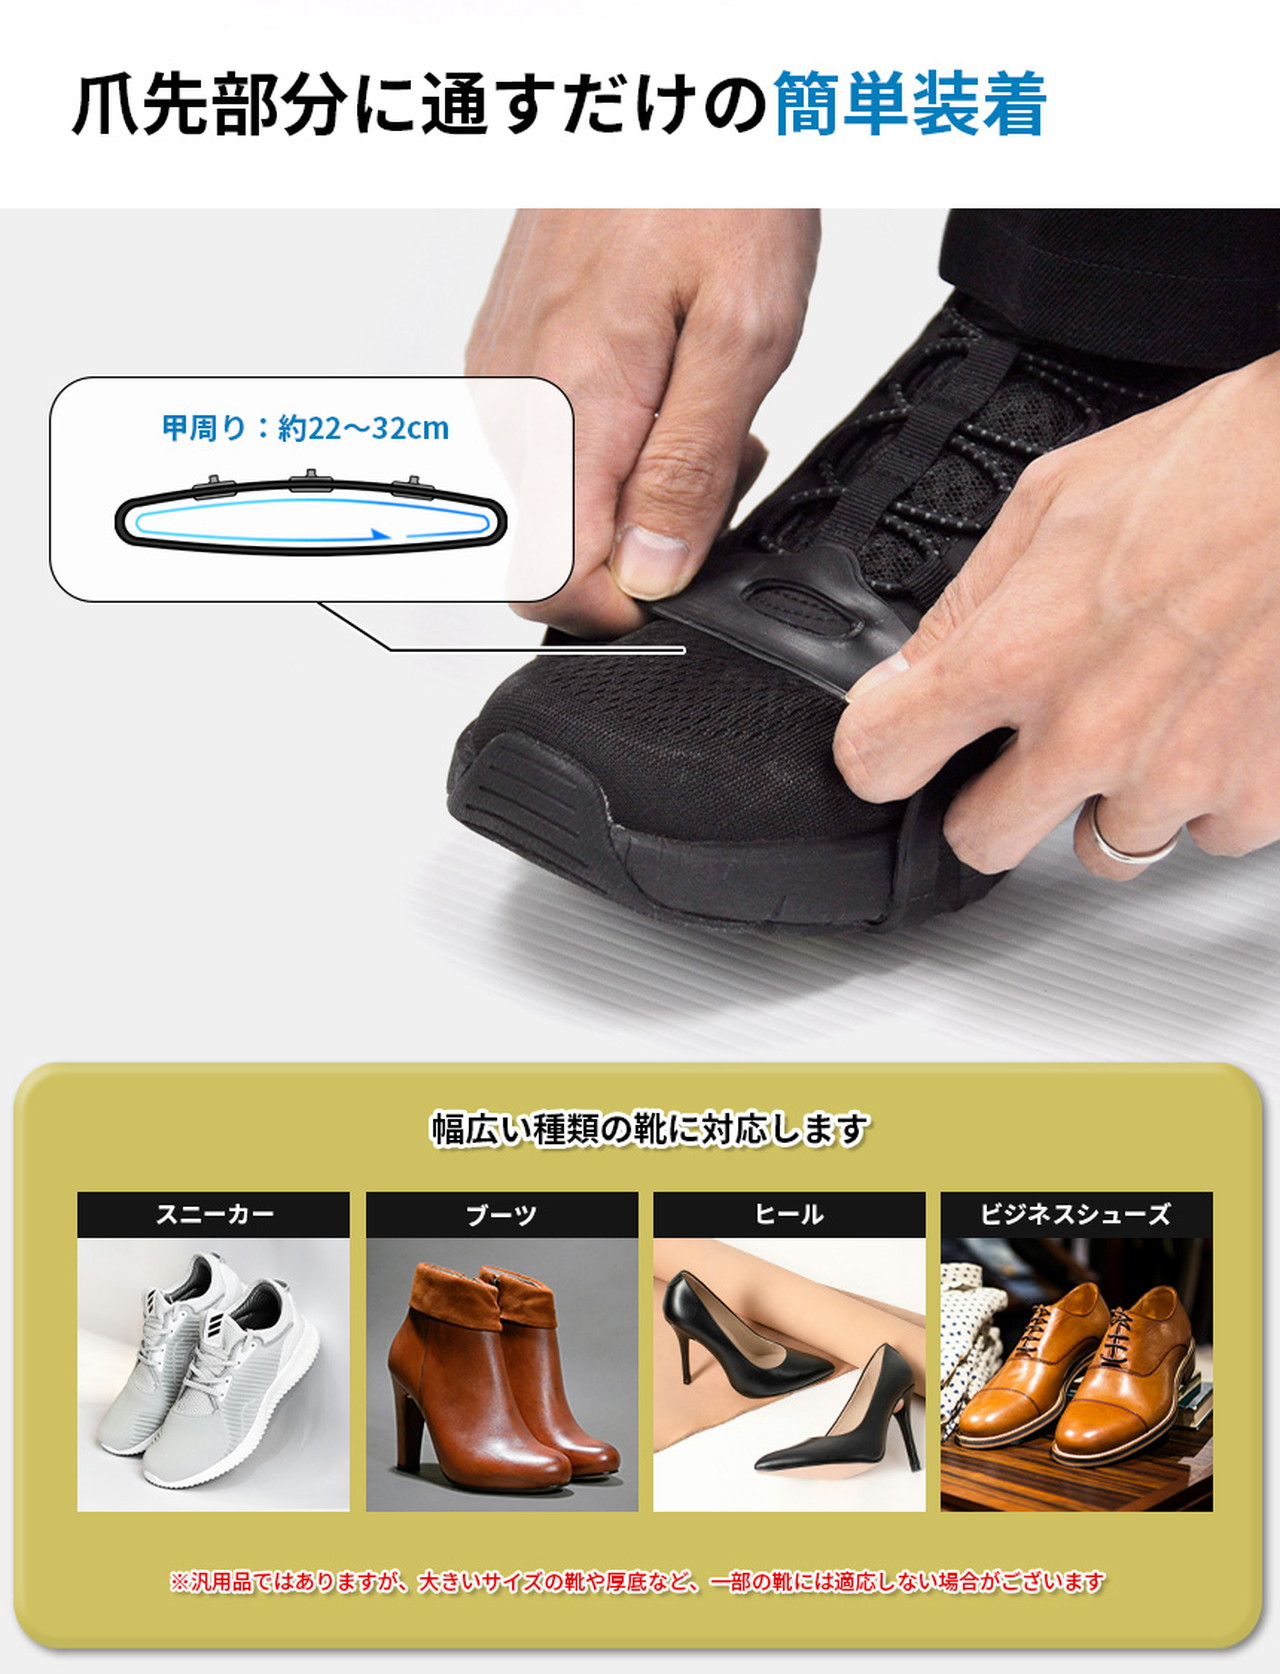 爪先部分に通すだけの簡単装着
甲周り：約22～32cm
幅広い種類の靴に対応します
スニーカー
ブーツ
ヒール
ビジネスシューズ
※汎用品ではありますが、大きいサイズの靴や厚底など、一部の靴には適応しない場合がございます